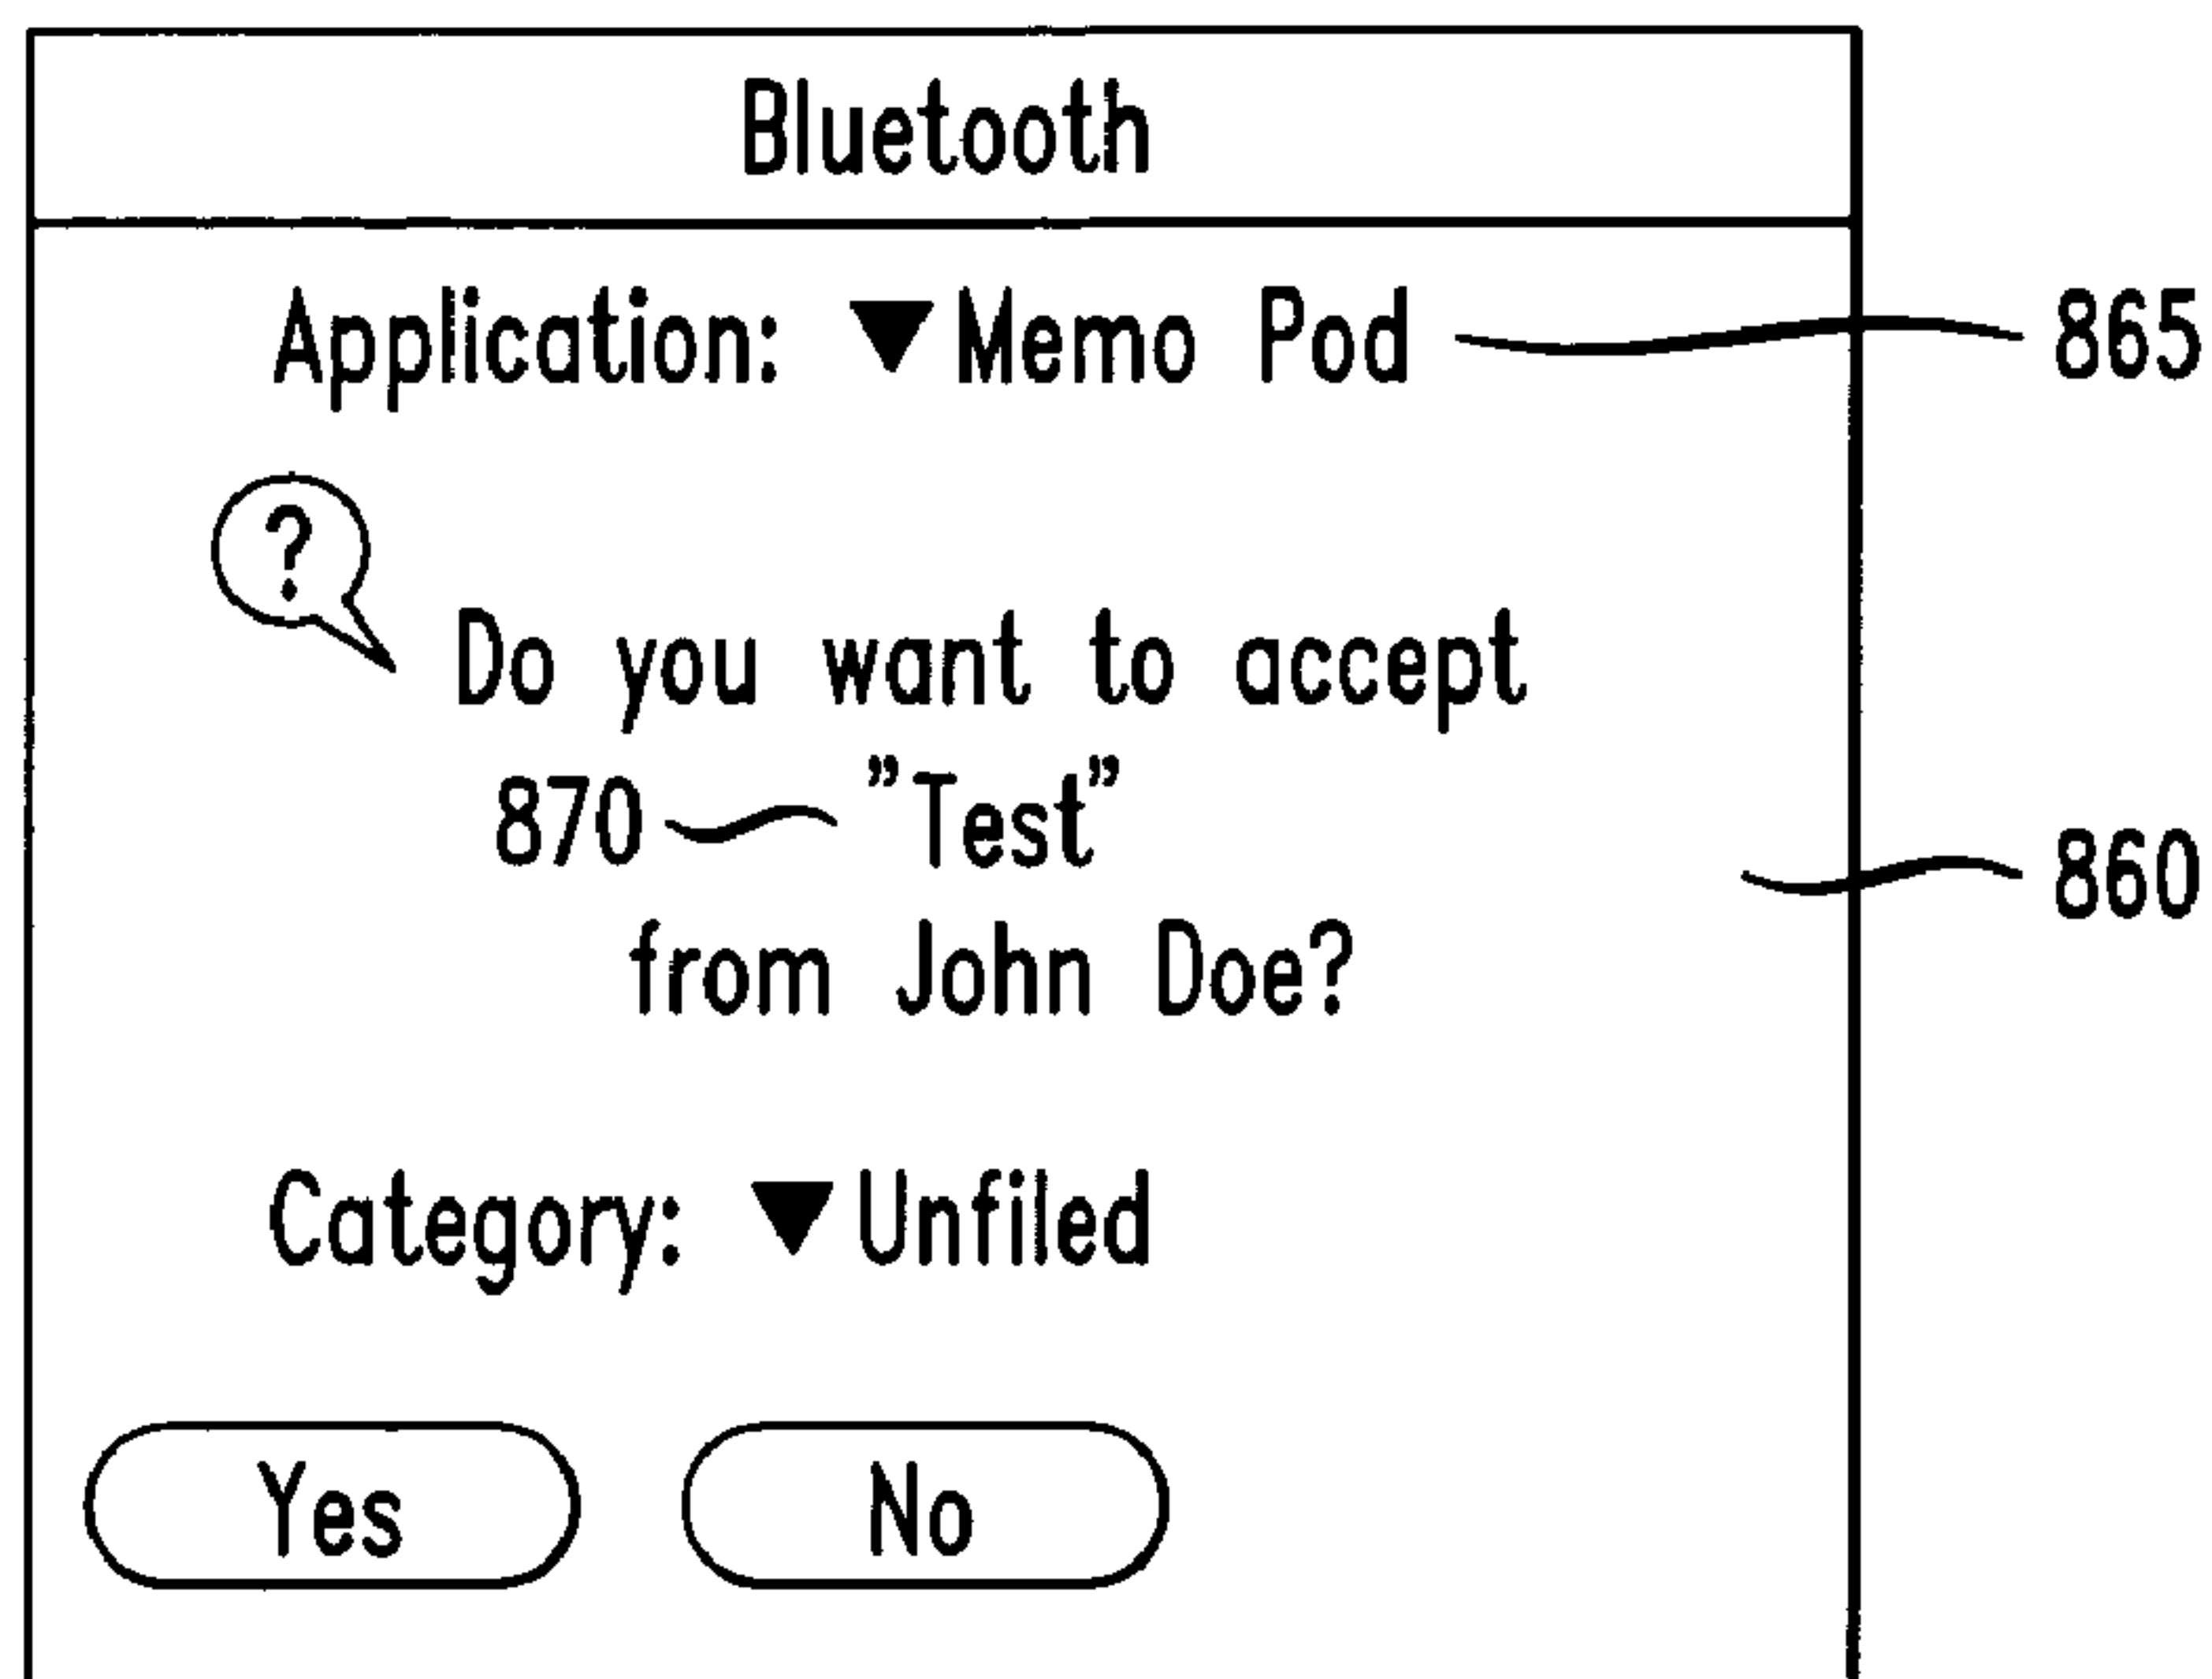 Bluetooth
Application: ▼Memo Pod 865
?
Do you want to accept
870 "Test"
860
from John Doe?
Category: ▼Unfiled
Yes No